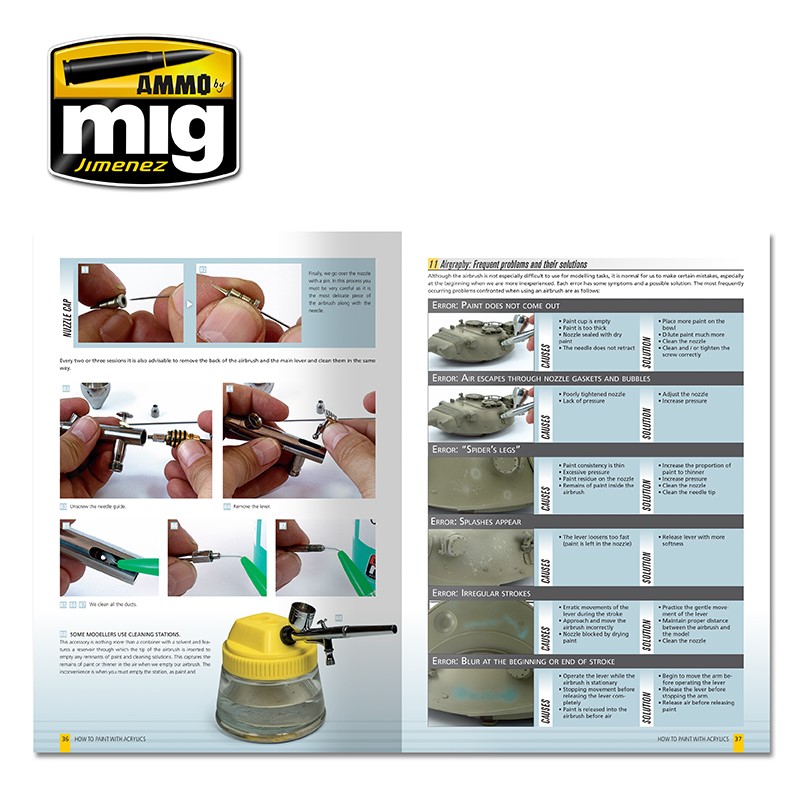 AMMO by
mig
Jimenez
NUZZLE CAP
Finally, we go over the nozzle
with a pin. In this process you
must be very careful as it is
the most delicate piece of
the airbrush along with the
needle.
Every two or three sessions it is also advisable to remove the back of the airbrush and the main lever and clean them in the same
way.
Unscrew the needle guide.
Remove the lever.
We clean all the ducts.
SOME MODELLERS USE CLEANING STATIONS.
This accessory is nothing more than a container with a solvent and fea-
tures a reservoir through which the tip of the airbrush is inserted to
empty any remnants of paint and cleaning solutions. This captures the
remains of paint or thinner in the air when we empty our airbrush. The
inconvenience is when you must empty the station, as paint and
36 HOW TO PAINT WITH ACRYLICS
11 Airgraphy: Frequent problems and their solutions
Although the airbrush is not especially difficult to use for modelling tasks, it is normal for us to make certain mistakes, especially
at the beginning when we are more inexperienced. Each error has some symptoms and a possible solution. The most frequently
occurring problems confronted when using an airbrush are as follows:
ERROR: PAINT DOES NOT COME OUT
CAUSES
• Paint cup is empty
• Paint is too thick
• Nozzle sealed with dry
paint
• The needle does not retract
SOLUTION
• Place more paint on the
bowl
• Dilute paint much more
• Clean the nozzle
• Clean and / or tighten the
screw correctly
ERROR: AIR ESCAPES THROUGH NOZZLE GASKETS AND BUBBLES
CAUSES
• Poorly tightened nozzle
• Lack of pressure
SOLUTION
• Adjust the nozzle
• Increase pressure
ERROR: "SPIDER'S LEGS"
CAUSES
• Paint consistency is thin
• Excessive pressure
• Paint residue on the nozzle
• Remains of paint inside the
airbrush
SOLUTION
• Increase the proportion of
paint to thinner
• Increase pressure
• Clean the nozzle
• Clean the needle tip
ERROR: SPLASHES APPEAR
CAUSES
• The lever loosens too fast
(paint is left in the nozzle)
SOLUTION
• Release lever with more
softness
ERROR: IRREGULAR STROKES
CAUSES
• Erratic movements of the
lever during the stroke
• Approach and move the
airbrush incorrectly
• Nozzle blocked by drying
paint
SOLUTION
• Practice the gentle move-
ment of the lever
• Maintain proper distance
between the airbrush and
the model
• Clean the nozzle
ERROR: BLUR AT THE BEGINNING OR END OF STROKE
CAUSES
• Operate the lever while the
airbrush is stationary
• Stopping movement before
releasing the lever com-
pletely
• Paint is released into the
airbrush before air
SOLUTION
• Begin to move the arm be-
fore operating the lever
• Release the lever before
stopping the arm.
• Release air before releasing
paint
HOW TO PAINT WITH ACRYLICS 37